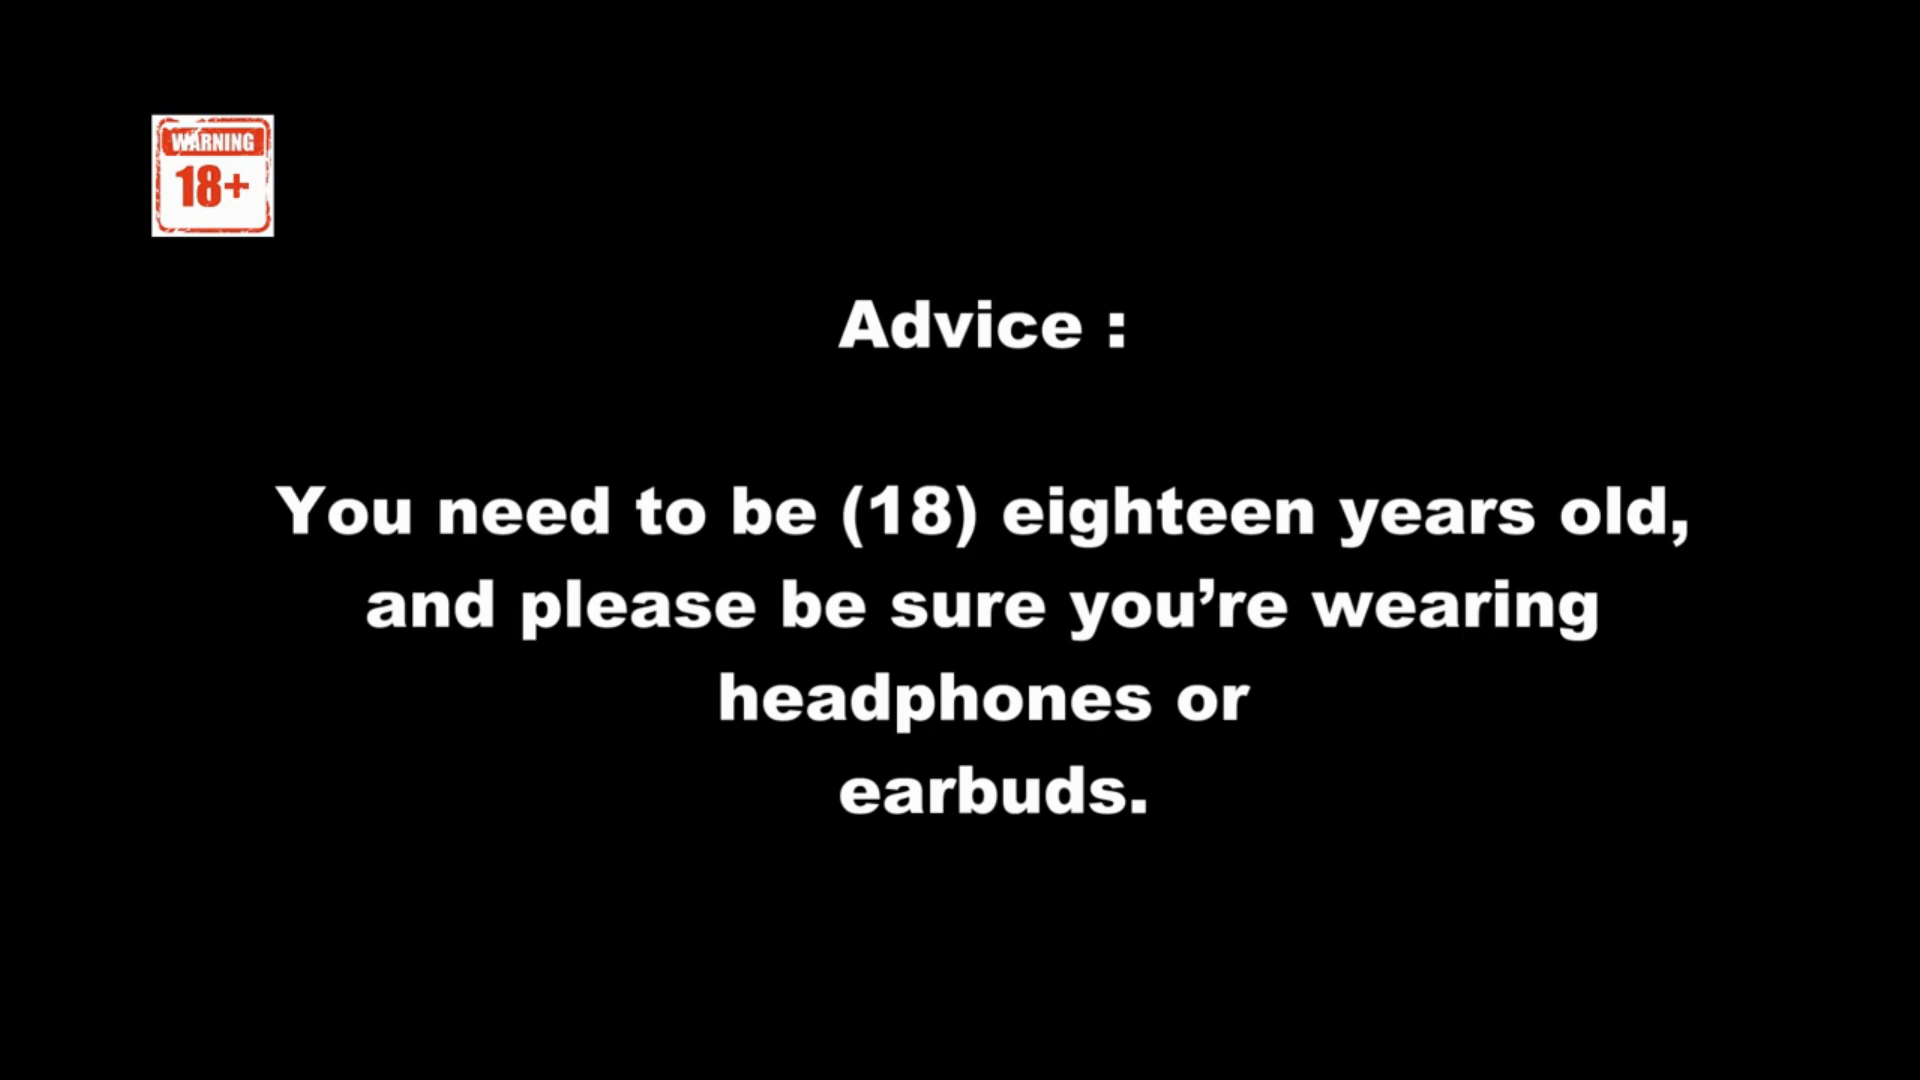 WARNING
18+
Advice :
You need to be (18) eighteen years old,
and please be sure you’re wearing
headphones or
earbuds.